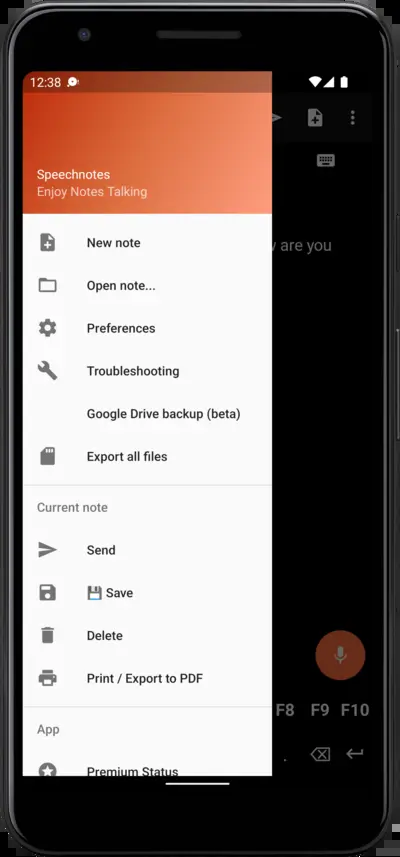 12:38
Speechnotes
Enjoy Notes Talking
New note
Open note...
Preferences
Troubleshooting
Google Drive backup (beta)
Export all files
Current note
Send
💾 Save
Delete
Print / Export to PDF
App
Premium Status
are you
F8 F9 F10
.